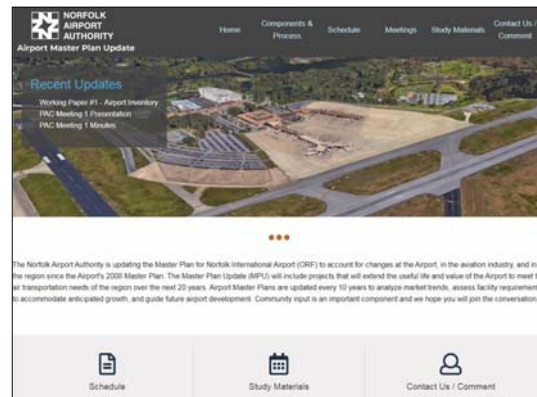 NORFOLK
AIRPORT
AUTHORITY
Airport Master Plan Update
Home
Components &
Process
Schedule
Meetings
Study Materials
Contact Us /
Comment
Recent Updates
Working Paper #1 - Airport Inventory
PAC Meeting 1 Presentation
PAC Meeting 1 Minutes
The Norfolk Airport Authority is updating the Master Plan for Norfolk International Airport (ORF) to account for changes at the Airport, in the aviation industry, and in
the region since the Airport's 2008 Master Plan. The Master Plan Update (MPU) will include projects that will extend the useful life and value of the Airport to meet t
air transportation needs of the region over the next 20 years. Airport Master Plans are updated every 10 years to analyze market trends, assess facility requirement
to accommodate anticipated growth, and guide future airport development. Community input is an important component and we hope you will join the conversation.
Schedule
Study Materials
Contact Us / Comment